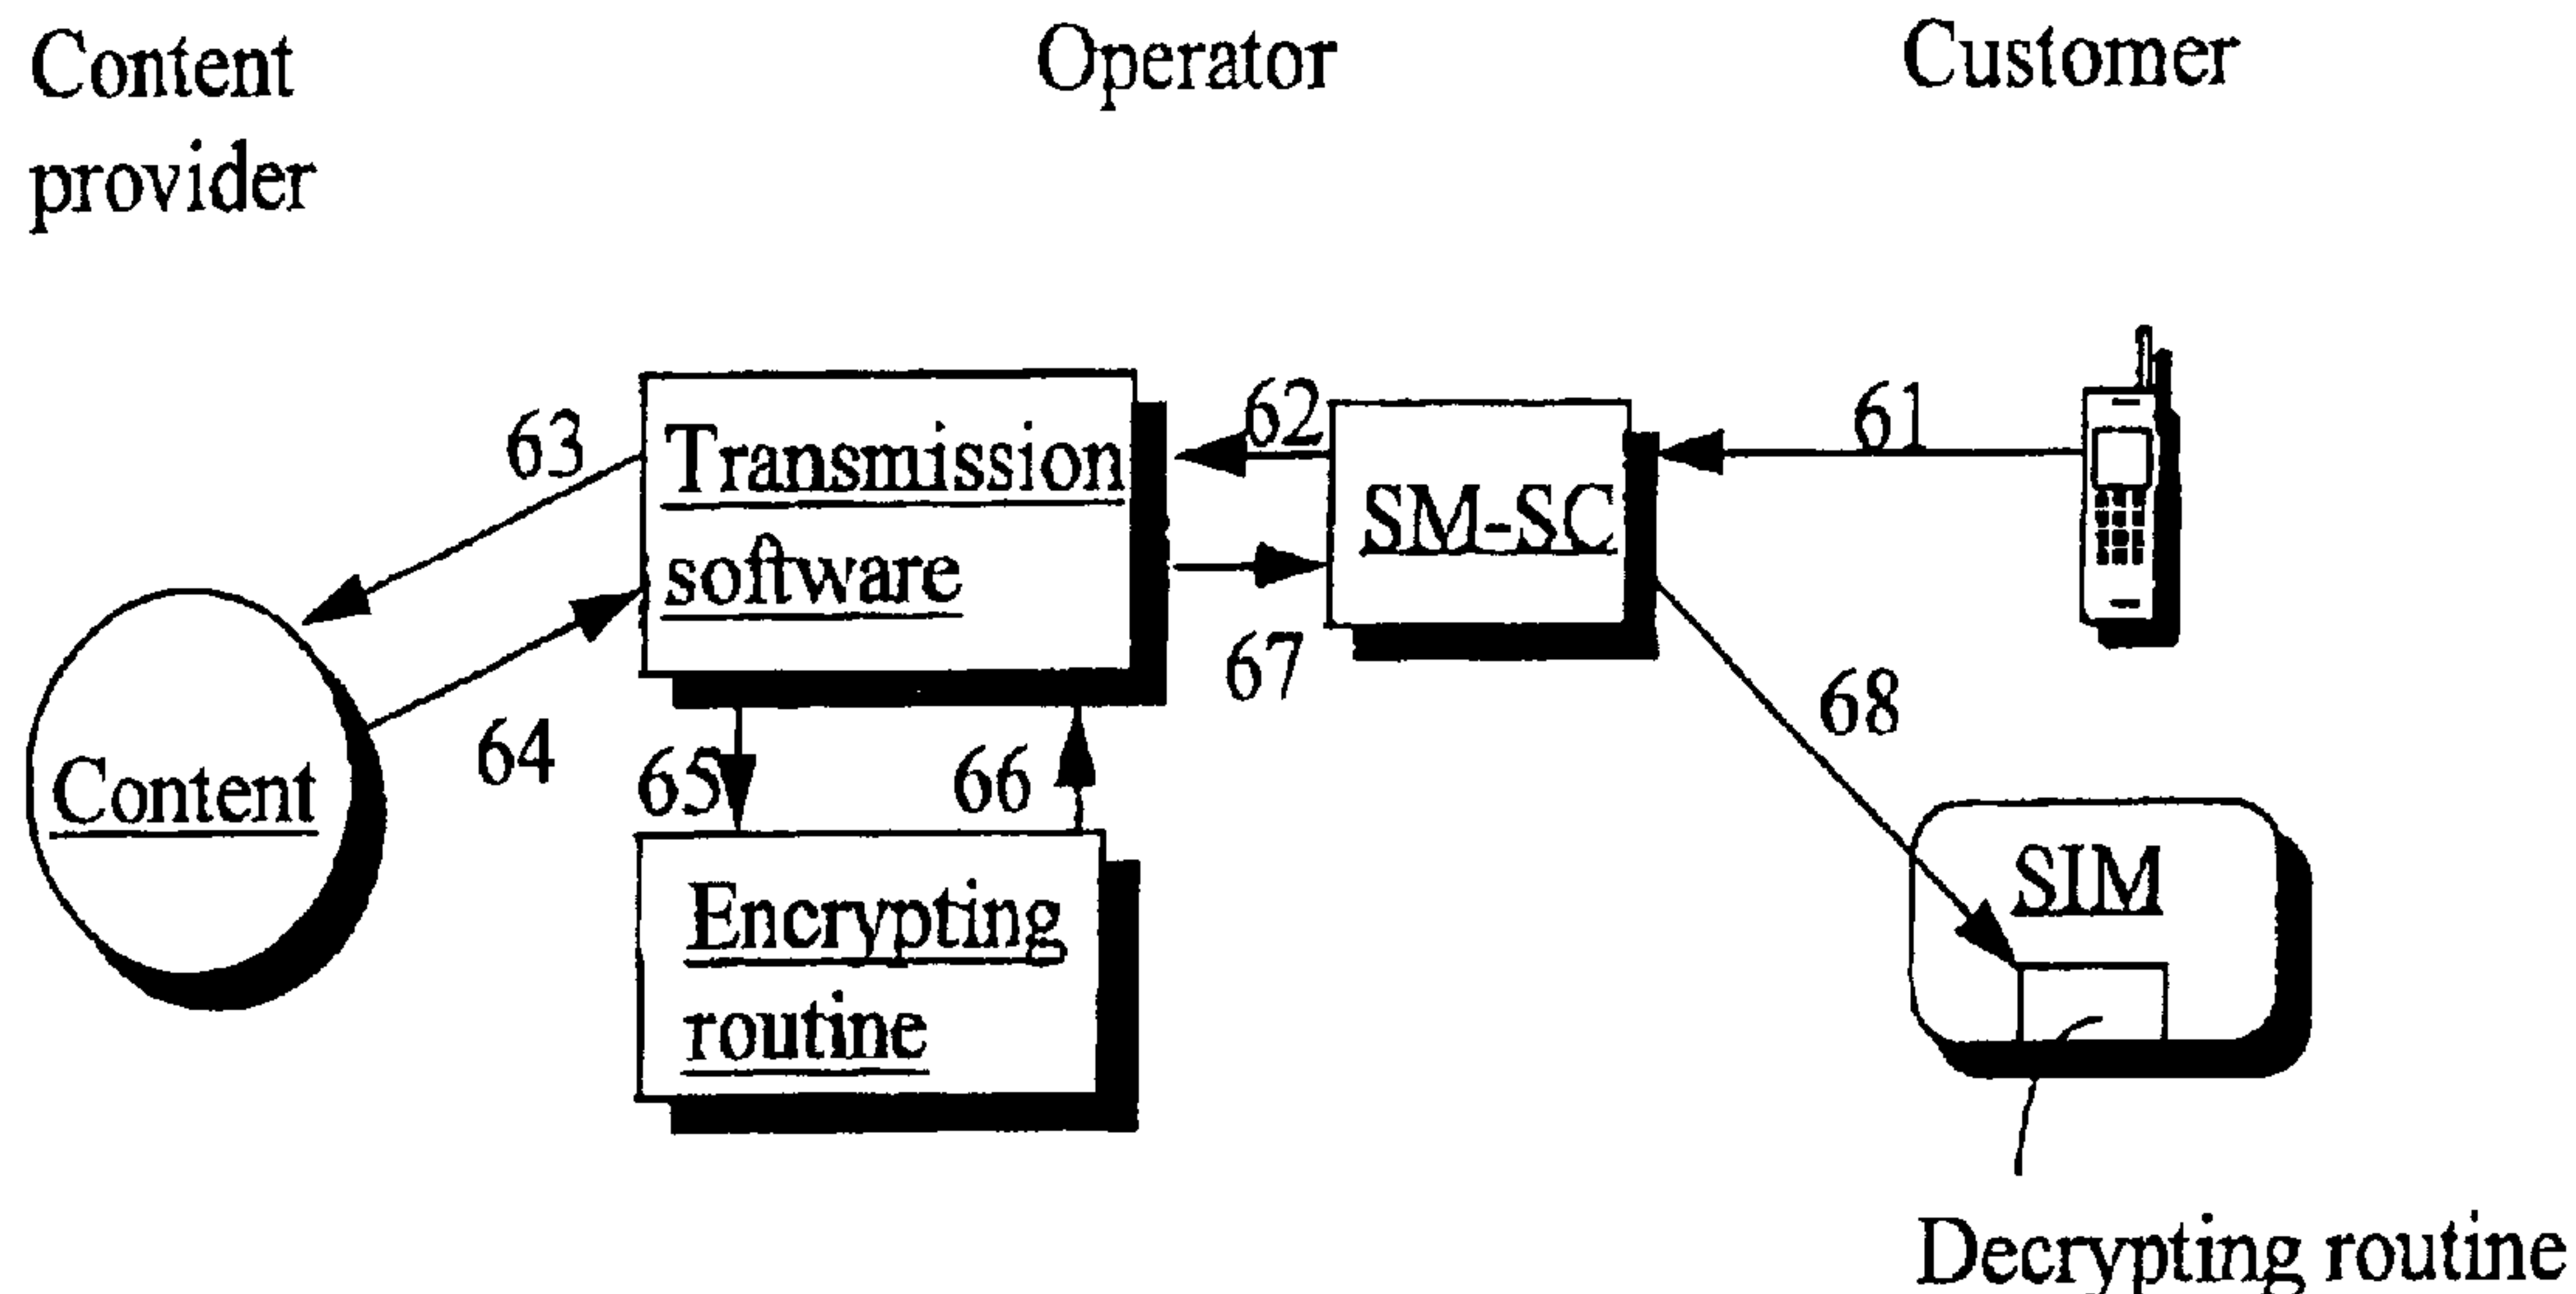 Content
provider
Operator
Customer
63
Transmission
software
62
SM-SC
61
67
64
Content
65
66
68
Encrypting
routine
SIM
Decrypting routine